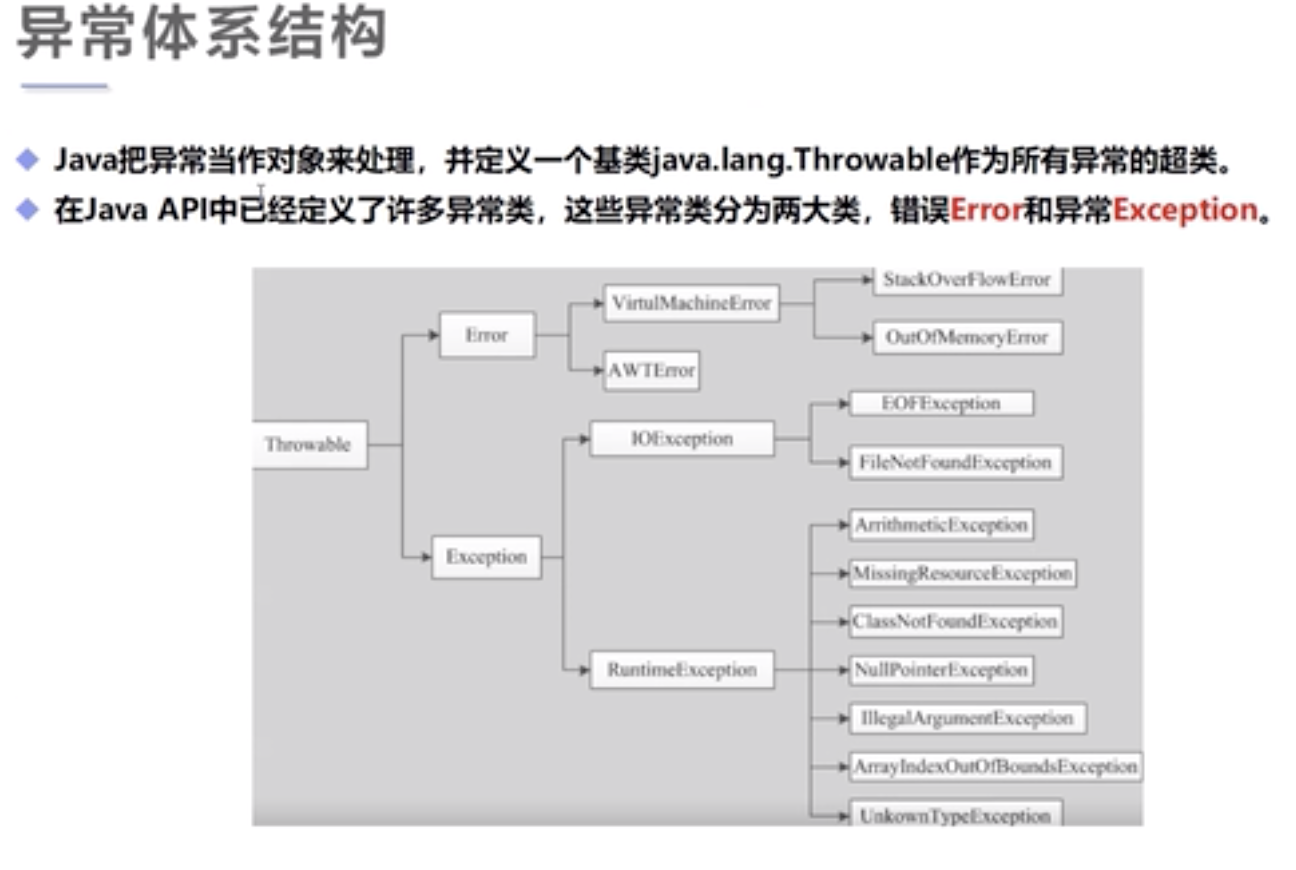 异常体系结构
Java把异常当作对象来处理，并定义一个基类java.lang.Throwable作为所有异常的超类。
在Java API中已经定义了许多异常类，这些异常类分为两大类，错误Error和异常Exception。
StackOverFlowError
VirtulMachineError
Error
OutOfMemoryError
AWTError
EOFException
IOException
Throwable
FileNotFoundException
ArrithmeticException
Exception
MissingResourceException
ClassNotFoundException
RuntimeException
NullPointerException
IllegalArgumentException
ArrayIndexOutOfBoundsException
UnkownTypeException